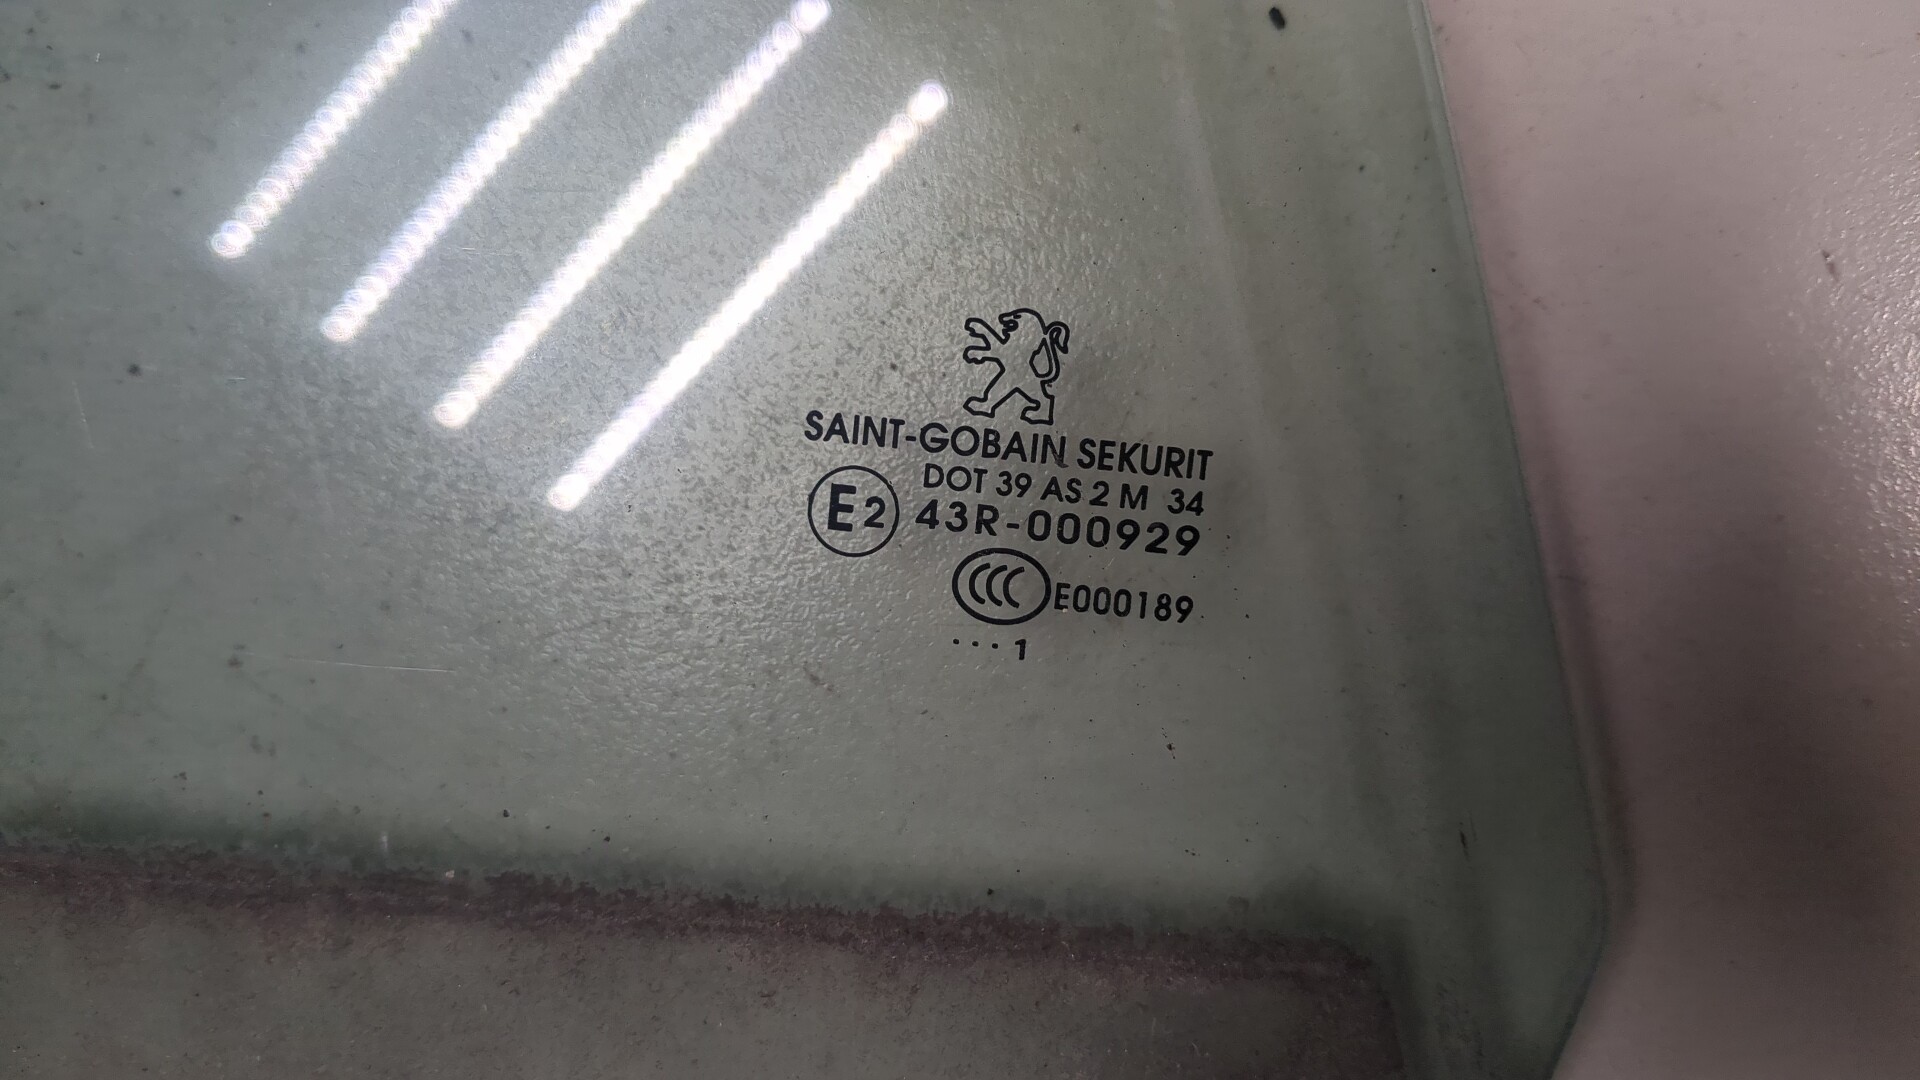 SAINT-GOBAIN SEKURIT
DOT 39 AS 2 M 34
E2 43R-000929
CCC E000189
... 1